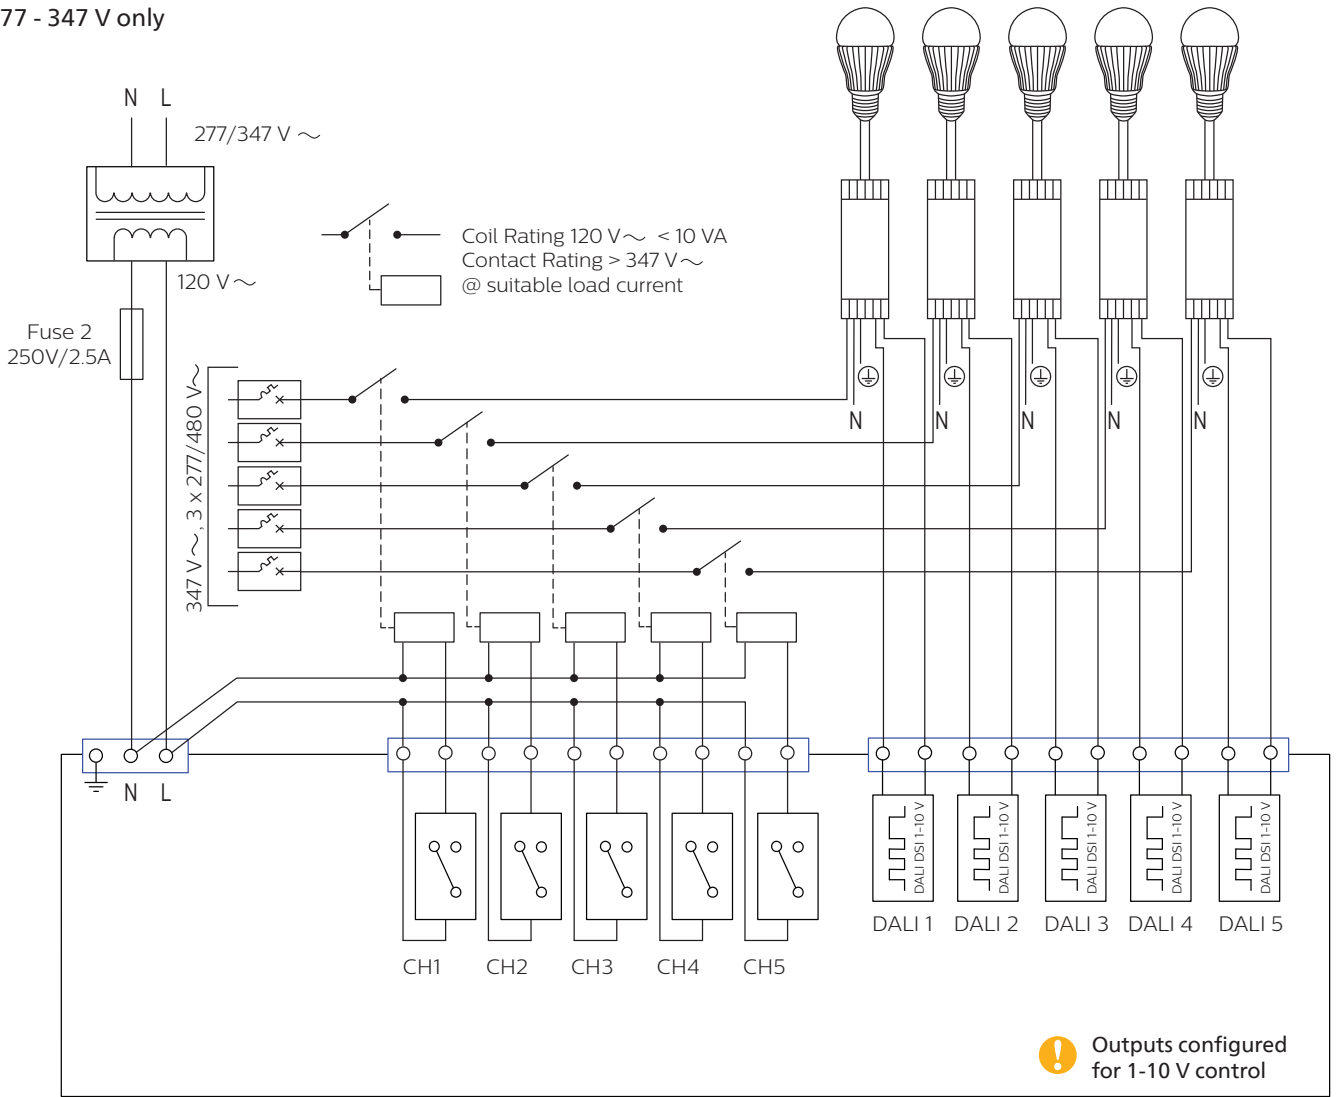 77 - 347 V only
N L
277/347 V ~
120 V ~
Fuse 2
250V/2.5A
Coil Rating 120 V ~ < 10 VA
Contact Rating > 347 V ~
@ suitable load current
347 V ~, 3 x 277/480 V ~
N
N
N
N
N
N L
CH1
CH2
CH3
CH4
CH5
DALI DSI 1-10 V
DALI DSI 1-10 V
DALI DSI 1-10 V
DALI DSI 1-10 V
DALI DSI 1-10 V
DALI 1
DALI 2
DALI 3
DALI 4
DALI 5
! Outputs configured
for 1-10 V control